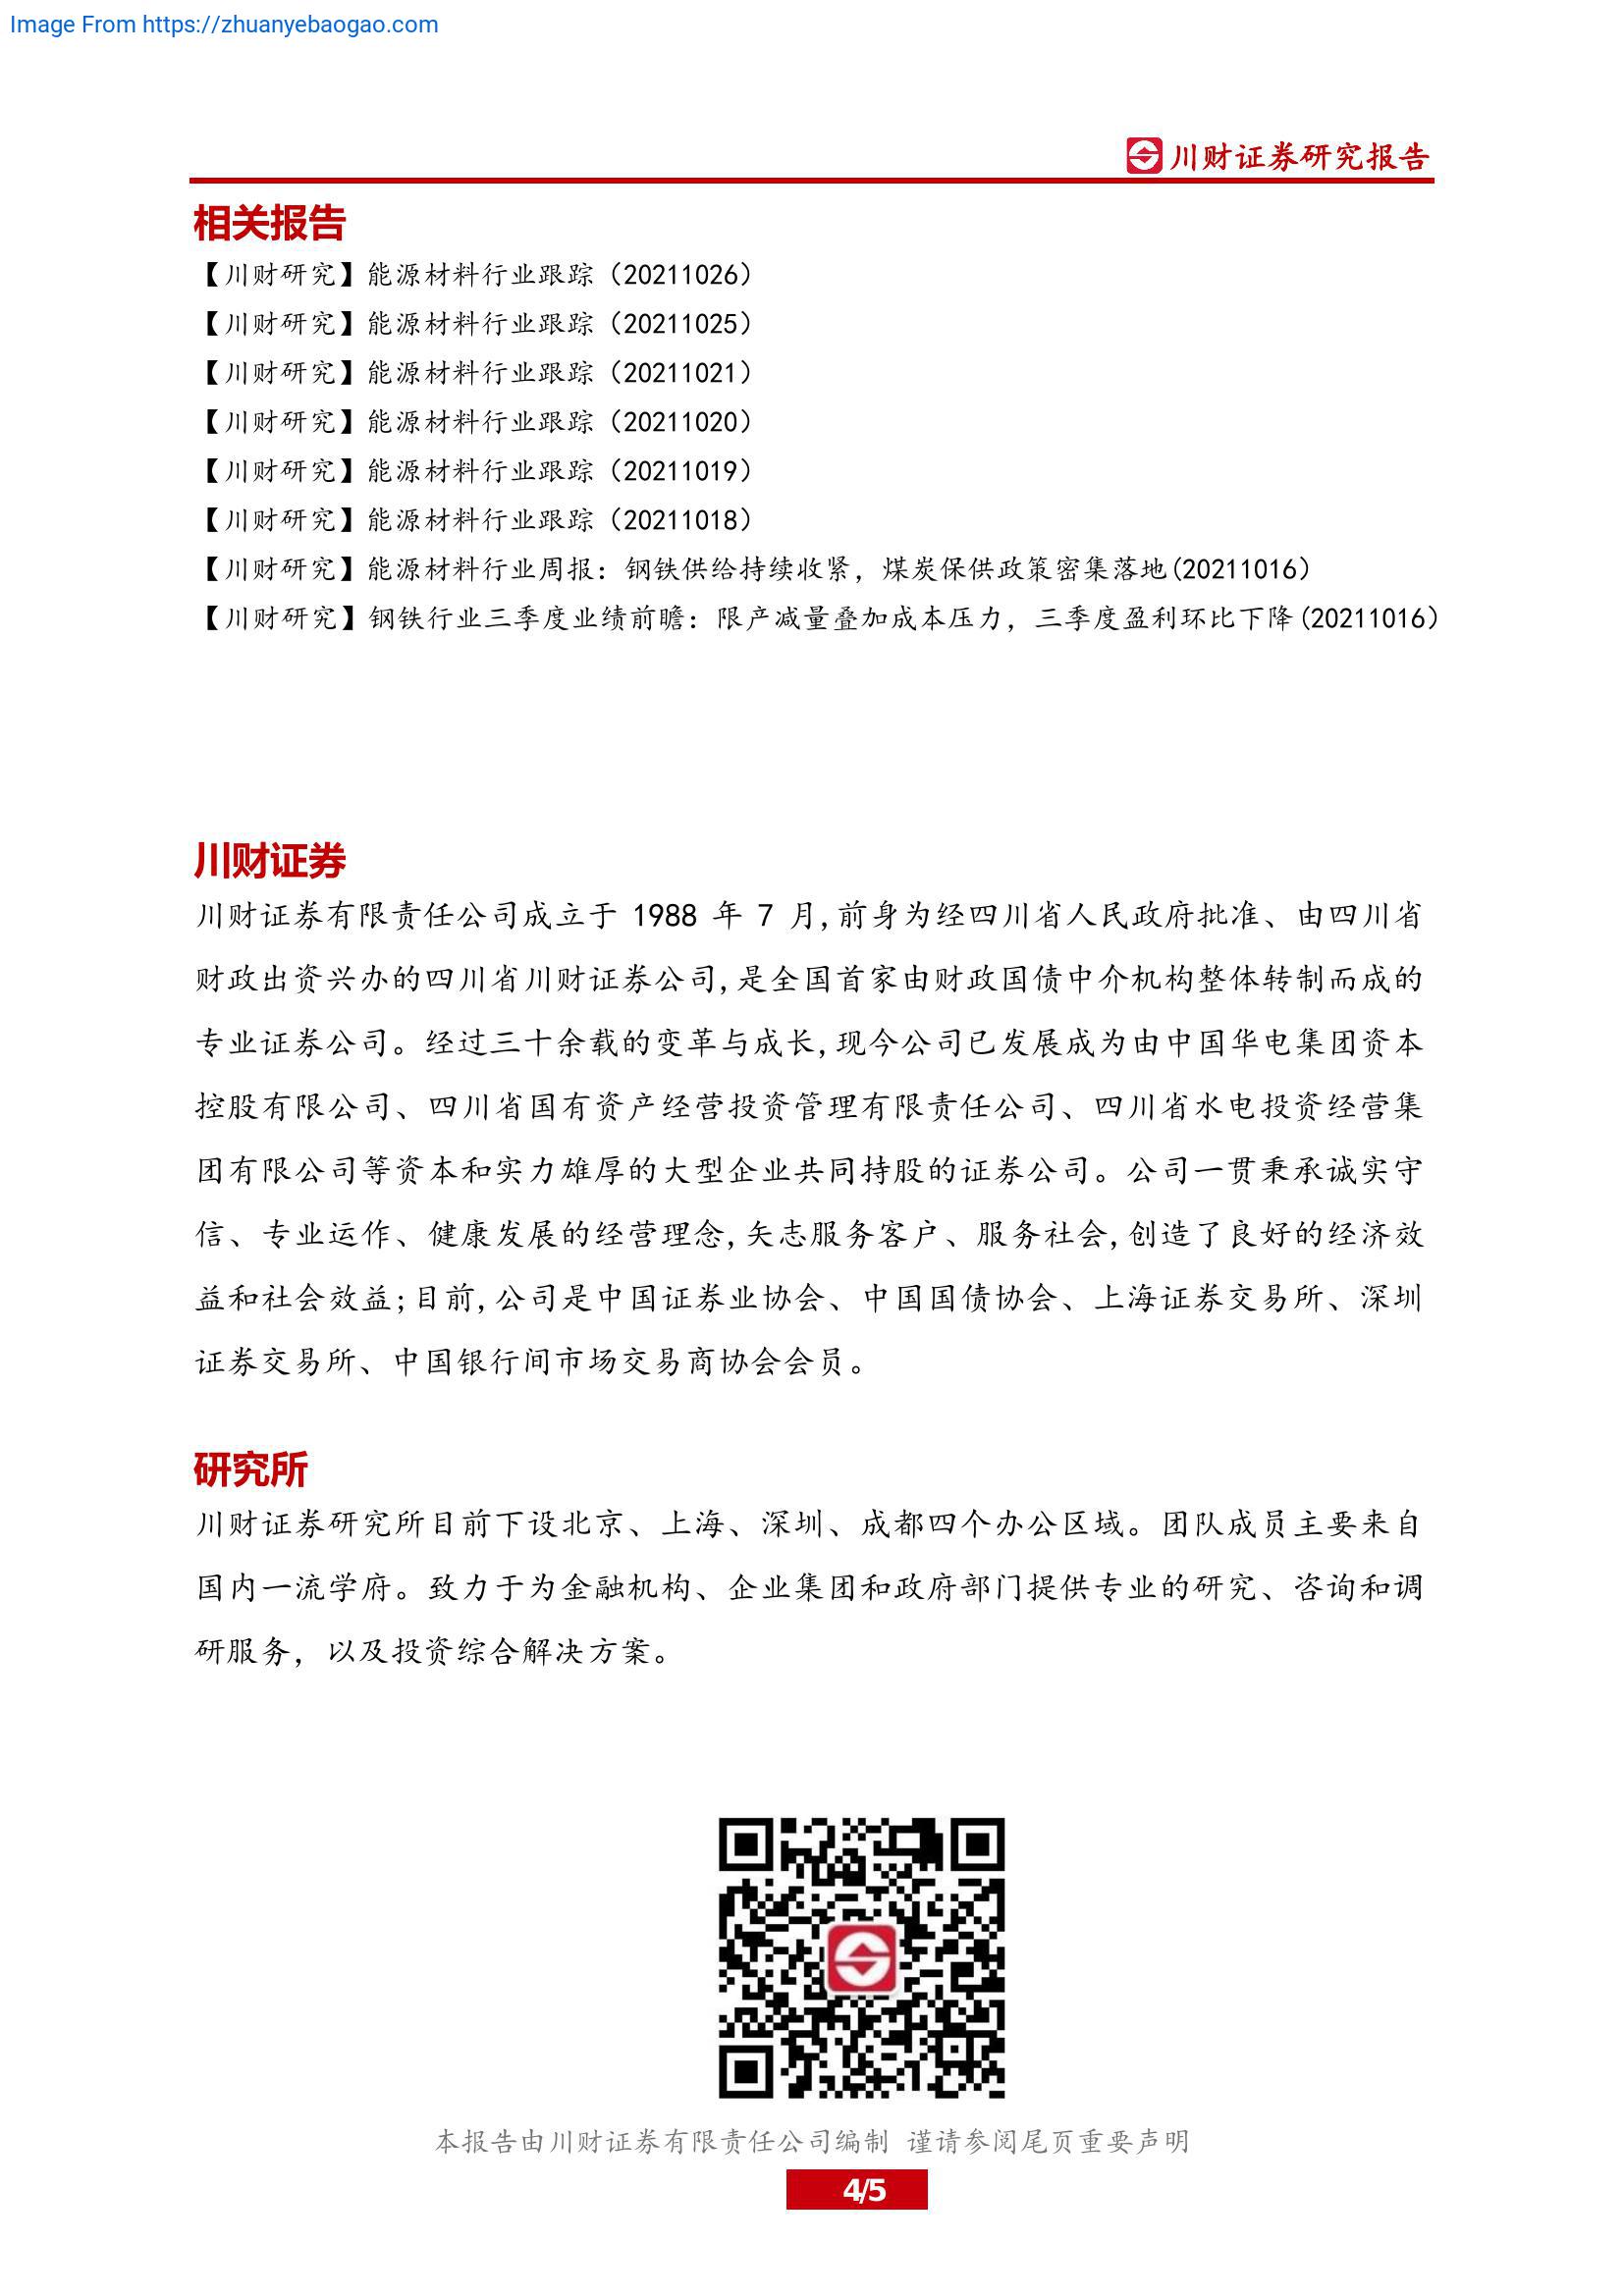 Image From https://zhuanyebaogao.com
川财证券研究报告
相关报告
【川财研究】能源材料行业跟踪（20211026）
【川财研究】能源材料行业跟踪（20211025）
【川财研究】能源材料行业跟踪（20211021）
【川财研究】能源材料行业跟踪（20211020）
【川财研究】能源材料行业跟踪（20211019）
【川财研究】能源材料行业跟踪（20211018）
【川财研究】能源材料行业周报：钢铁供给持续收紧，煤炭保供政策密集落地(20211016）
【川财研究】钢铁行业三季度业绩前瞻：限产减量叠加成本压力，三季度盈利环比下降(20211016）
川财证券
川财证券有限责任公司成立于 1988 年 7 月,前身为经四川省人民政府批准、由四川省
财政出资兴办的四川省川财证券公司,是全国首家由财政国债中介机构整体转制而成的
专业证券公司。经过三十余载的变革与成长,现今公司已发展成为由中国华电集团资本
控股有限公司、四川省国有资产经营投资管理有限责任公司、四川省水电投资经营集
团有限公司等资本和实力雄厚的大型企业共同持股的证券公司。公司一贯秉承诚实守
信、专业运作、健康发展的经营理念,矢志服务客户、服务社会,创造了良好的经济效
益和社会效益;目前,公司是中国证券业协会、中国国债协会、上海证券交易所、深圳
证券交易所、中国银行间市场交易商协会会员。
研究所
川财证券研究所目前下设北京、上海、深圳、成都四个办公区域。团队成员主要来自
国内一流学府。致力于为金融机构、企业集团和政府部门提供专业的研究、咨询和调
研服务，以及投资综合解决方案。
本报告由川财证券有限责任公司编制 谨请参阅尾页重要声明
4/5